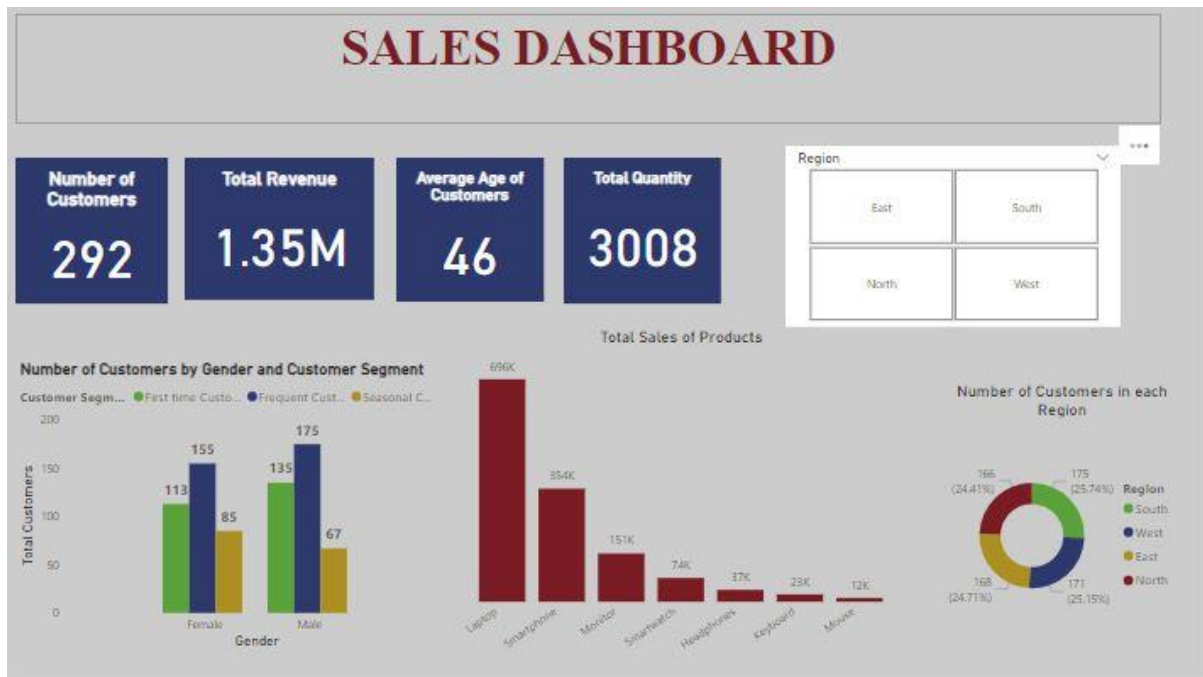 SALES DASHBOARD
Number of
Customers
292
Total Revenue
1.35M
Average Age of
Customers
46
Total Quantity
3008
Region
East
South
North
West
Total Sales of Products
Number of Customers by Gender and Customer Segment
Customer Segm... First time Custo... Frequent Cust... Seasonal C...
Total Customers
200
150
100
50
0
113
155
85
135
175
67
Female
Male
Gender
696K
354K
151K
74K
37K
23K
12K
Laptop
Smartphone
Monitor
Smartwatch
Headphones
Keyboard
Mouse
Number of Customers in each
Region
166
(24.41%)
175
(25.74%)
168
(24.71%)
171
(25.15%)
Region
South
West
East
North